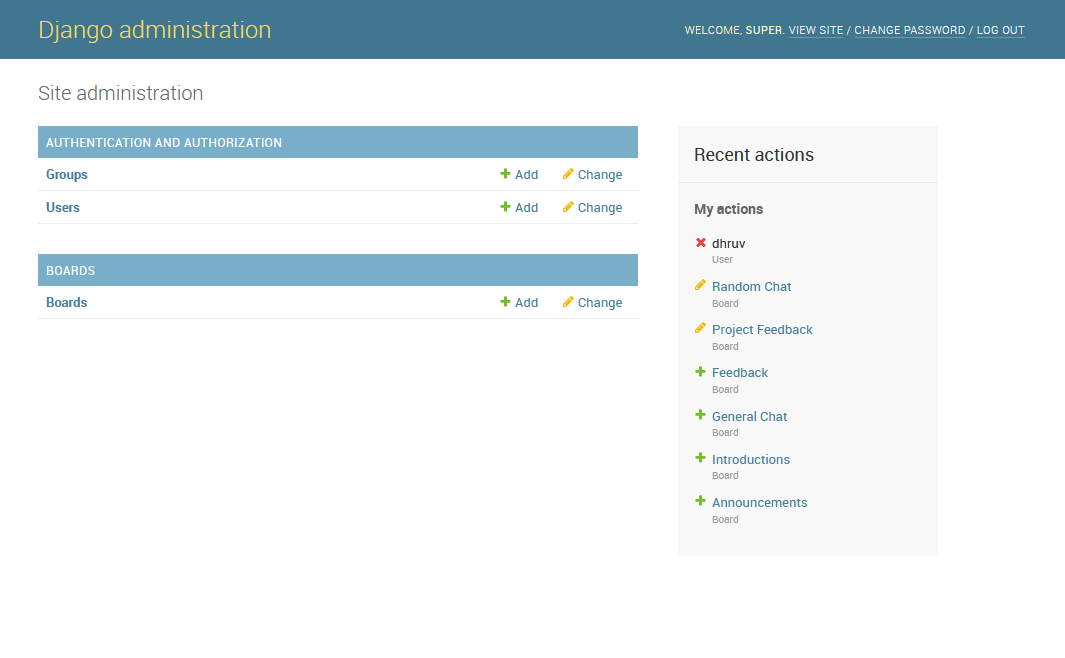 Django administration
WELCOME, SUPER. VIEW SITE / CHANGE PASSWORD / LOG OUT
Site administration
AUTHENTICATION AND AUTHORIZATION
Groups Add Change
Users Add Change
BOARDS
Boards Add Change
Recent actions
My actions
dhruv
User
Random Chat
Board
Project Feedback
Board
Feedback
Board
General Chat
Board
Introductions
Board
Announcements
Board